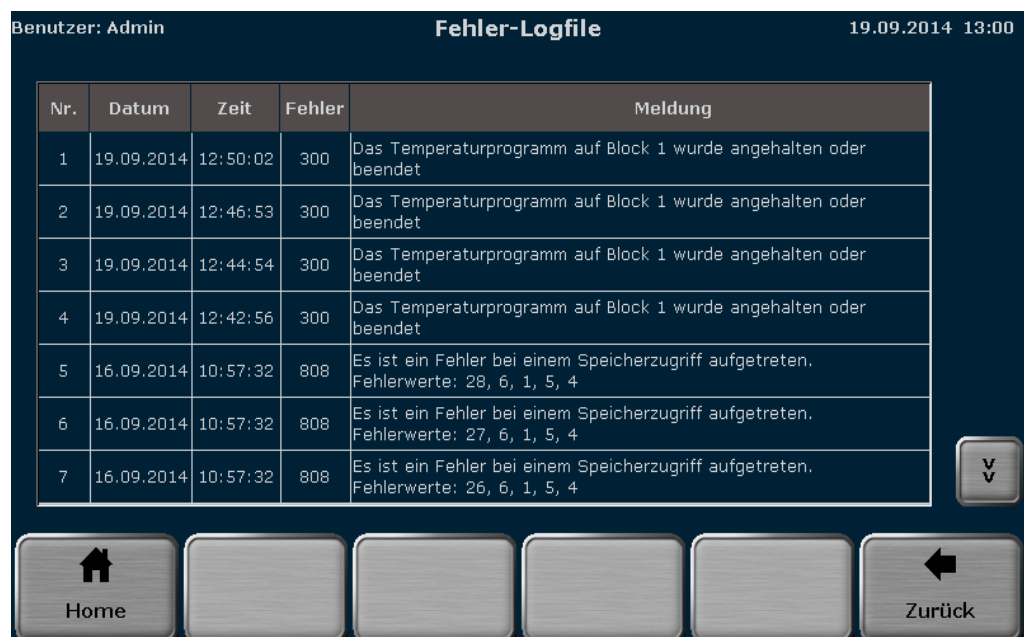 Benutzer: Admin
Fehler-Logfile
19.09.2014 13:00
Nr. Datum Zeit Fehler Meldung
1 19.09.2014 12:50:02 300 Das Temperaturprogramm auf Block 1 wurde angehalten oder
beendet
2 19.09.2014 12:46:53 300 Das Temperaturprogramm auf Block 1 wurde angehalten oder
beendet
3 19.09.2014 12:44:54 300 Das Temperaturprogramm auf Block 1 wurde angehalten oder
beendet
4 19.09.2014 12:42:56 300 Das Temperaturprogramm auf Block 1 wurde angehalten oder
beendet
5 16.09.2014 10:57:32 808 Es ist ein Fehler bei einem Speicherzugriff aufgetreten.
Fehlerwerte: 28, 6, 1, 5, 4
6 16.09.2014 10:57:32 808 Es ist ein Fehler bei einem Speicherzugriff aufgetreten.
Fehlerwerte: 27, 6, 1, 5, 4
7 16.09.2014 10:57:32 808 Es ist ein Fehler bei einem Speicherzugriff aufgetreten.
Fehlerwerte: 26, 6, 1, 5, 4
Home
Zurück